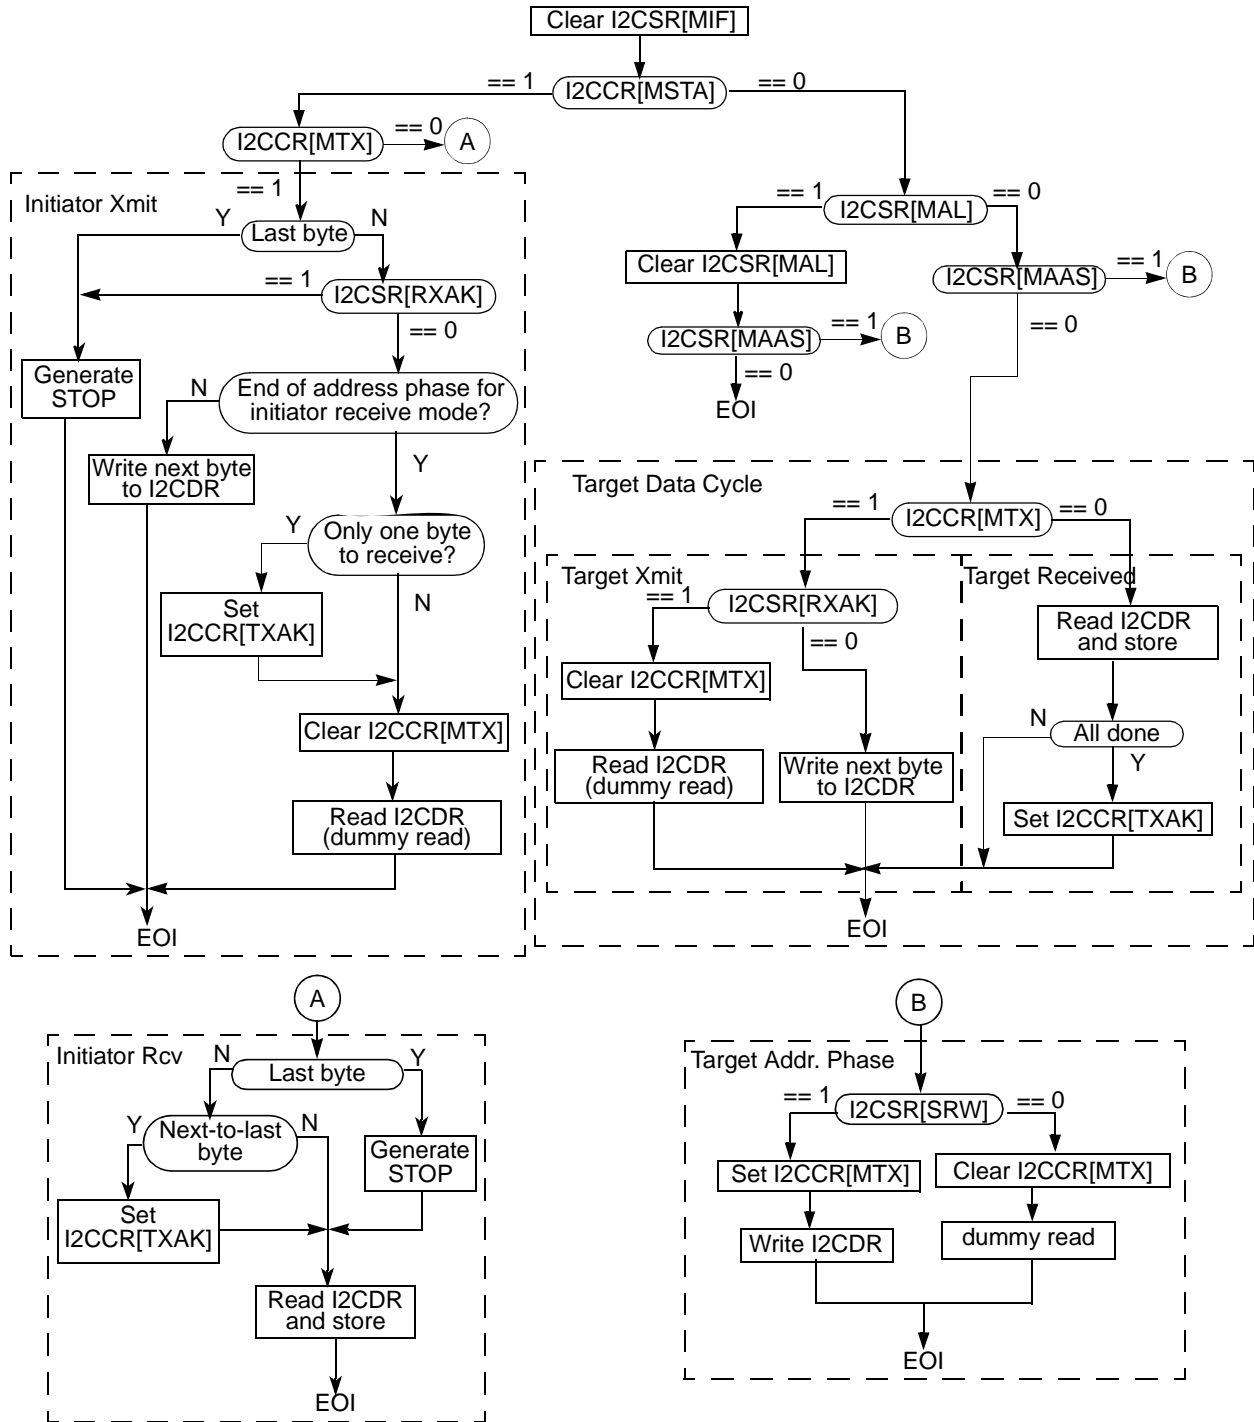 Clear I2CSR[MIF]
== 1
I2CCR[MSTA]
== 0
I2CCR[MTX]
== 0
A
== 1
Initiator Xmit
Y
Last byte
N
== 1
I2CSR[RXAK]
== 0
Generate
STOP
N
End of address phase for
initiator receive mode?
Write next byte
to I2CDR
Y
Y
Only one byte
to receive?
N
Set
I2CCR[TXAK]
Clear I2CCR[MTX]
Read I2CDR
(dummy read)
EOI
== 1
I2CSR[MAL]
== 0
Clear I2CSR[MAL]
I2CSR[MAAS]
== 1
B
== 0
I2CSR[MAAS]
== 1
B
== 0
EOI
Target Data Cycle
== 1
I2CCR[MTX]
== 0
Target Xmit
== 1
I2CSR[RXAK]
== 0
Clear I2CCR[MTX]
Read I2CDR
(dummy read)
Write next byte
to I2CDR
Target Received
Read I2CDR
and store
N
All done
Y
Set I2CCR[TXAK]
EOI
A
Initiator Rcv
N
Last byte
Y
Y
Next-to-last
byte
N
Generate
STOP
Set
I2CCR[TXAK]
Read I2CDR
and store
EOI
B
Target Addr. Phase
== 1
I2CSR[SRW]
== 0
Set I2CCR[MTX]
Clear I2CCR[MTX]
Write I2CDR
dummy read
EOI